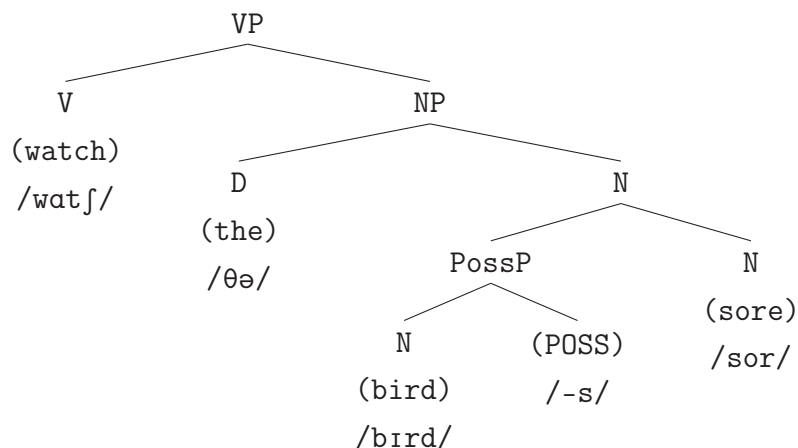 VP
V NP
(watch)
/wɑtʃ/
D N
(the)
/θə/
PossP N
(sore)
/sor/
N (POSS)
(bird) /-s/
/bɪrd/